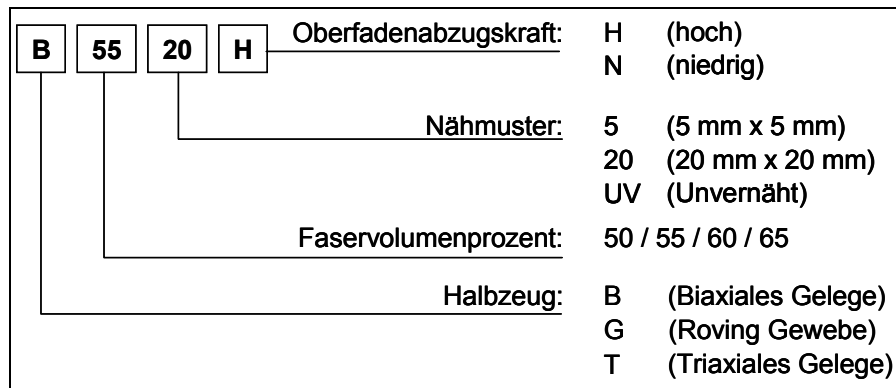 B 55 20 H Oberfadenabzugskraft: H (hoch)
N (niedrig)
Nähmuster: 5 (5 mm x 5 mm)
20 (20 mm x 20 mm)
UV (Unvernäht)
Faservolumenprozent: 50 / 55 / 60 / 65
Halbzeug: B (Biaxiales Gelege)
G (Roving Gewebe)
T (Triaxiales Gelege)